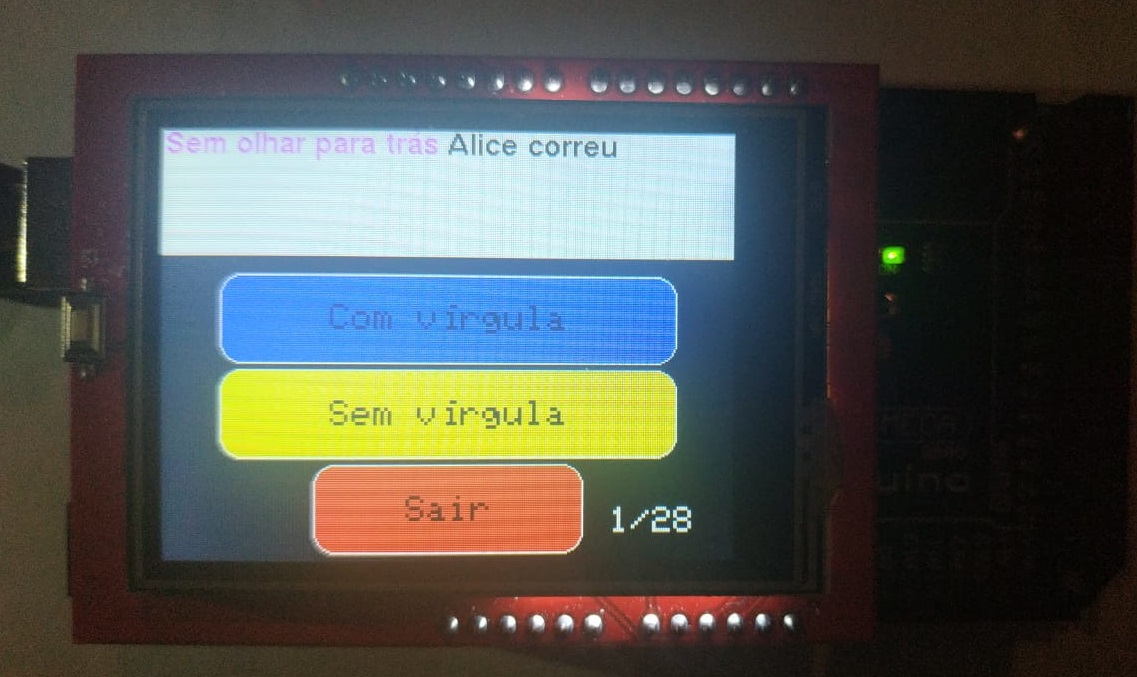 Sem olhar para trás Alice correu
Com vírgula
Sem vírgula
Sair
1/28